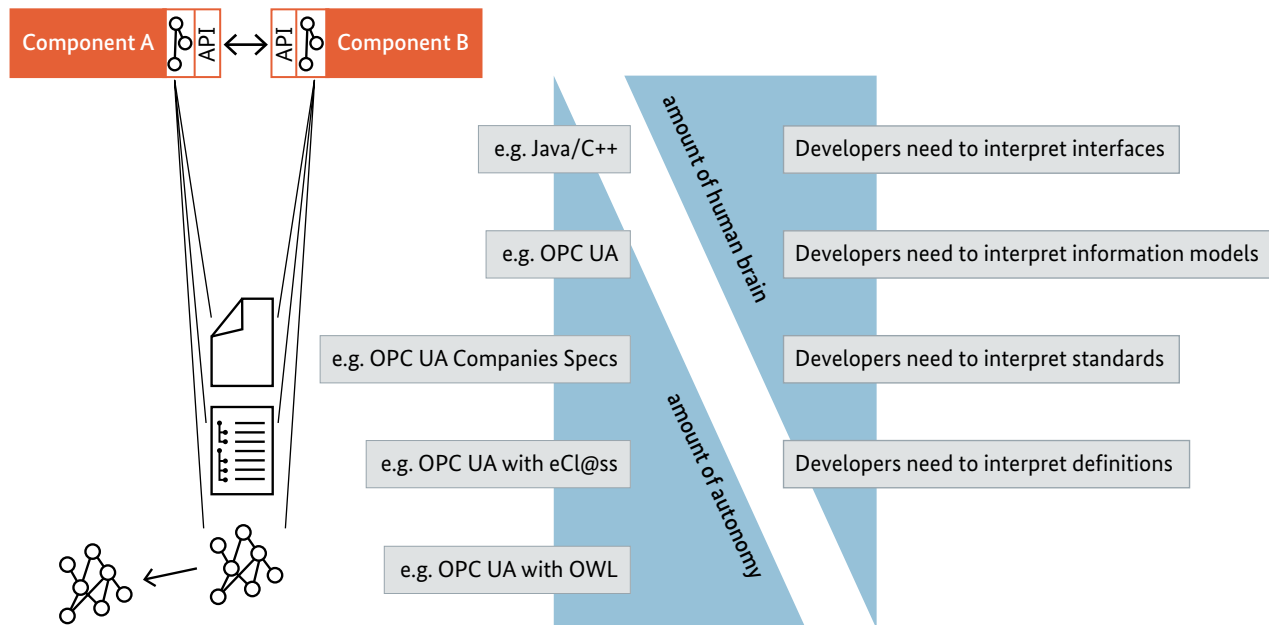 Component A
API
API
Component B
amount of human brain
e.g. Java/C++
Developers need to interpret interfaces
e.g. OPC UA
Developers need to interpret information models
e.g. OPC UA Companies Specs
Developers need to interpret standards
amount of autonomy
e.g. OPC UA with eCl@ss
Developers need to interpret definitions
e.g. OPC UA with OWL